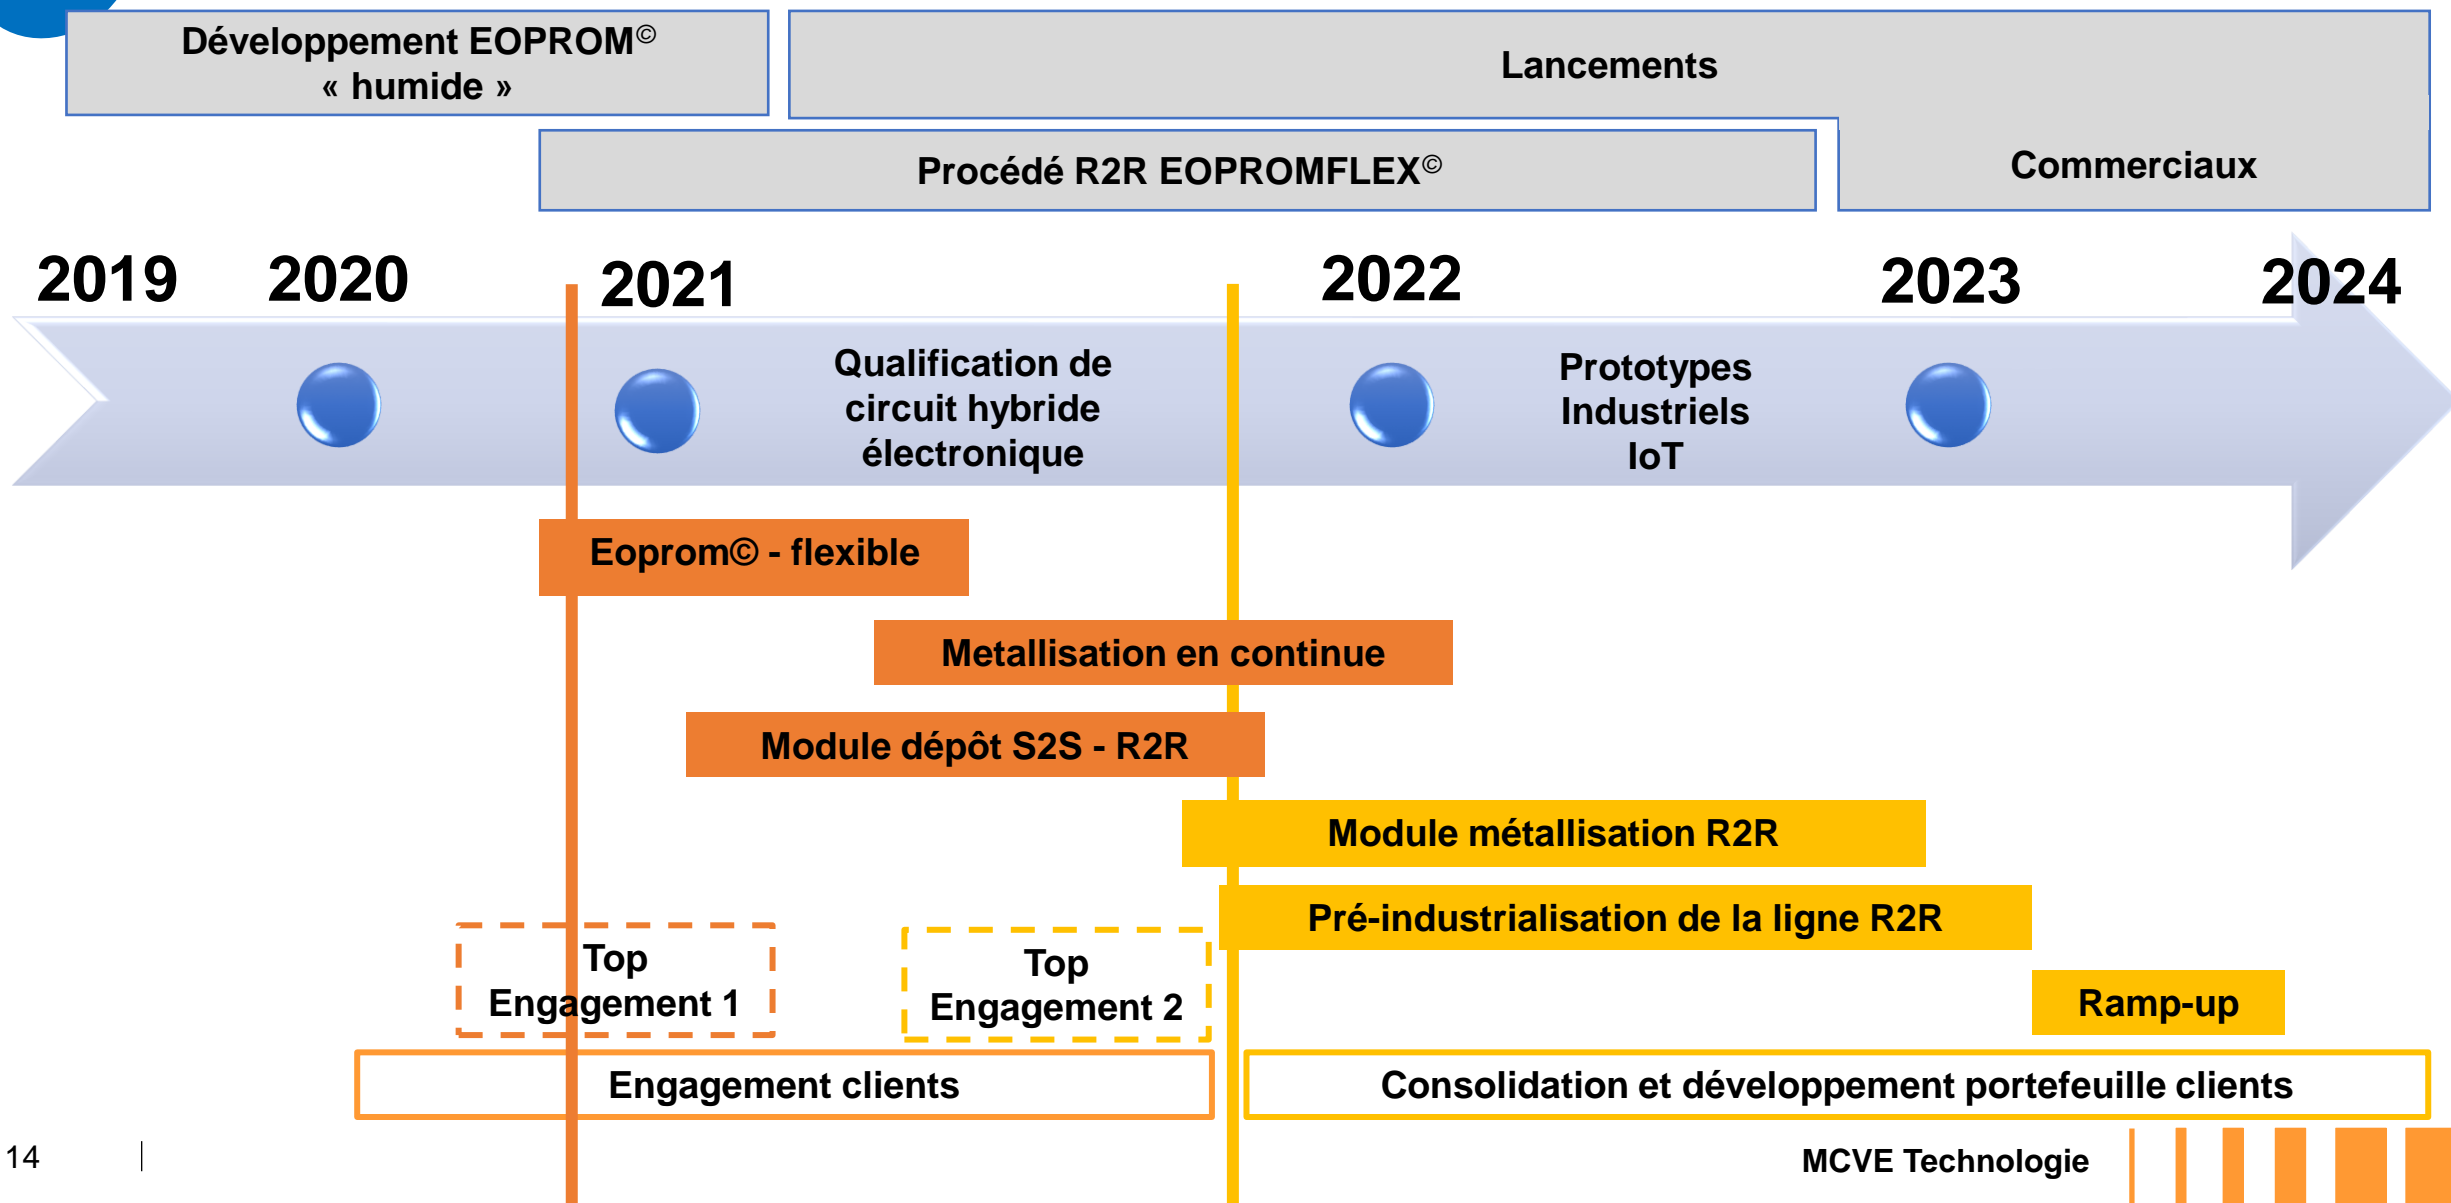 Développement EOPROM©
« humide »
Lancements
Procédé R2R EOPROMFLEX©
Commerciaux
2019
2020
2021
2022
2023
2024
Qualification de
circuit hybride
électronique
Prototypes
Industriels
IoT
Eoprom© - flexible
Metallisation en continue
Module dépôt S2S - R2R
Module métallisation R2R
Pré-industrialisation de la ligne R2R
Top
Engagement 1
Top
Engagement 2
Ramp-up
Engagement clients
Consolidation et développement portefeuille clients
14
MCVE Technologie